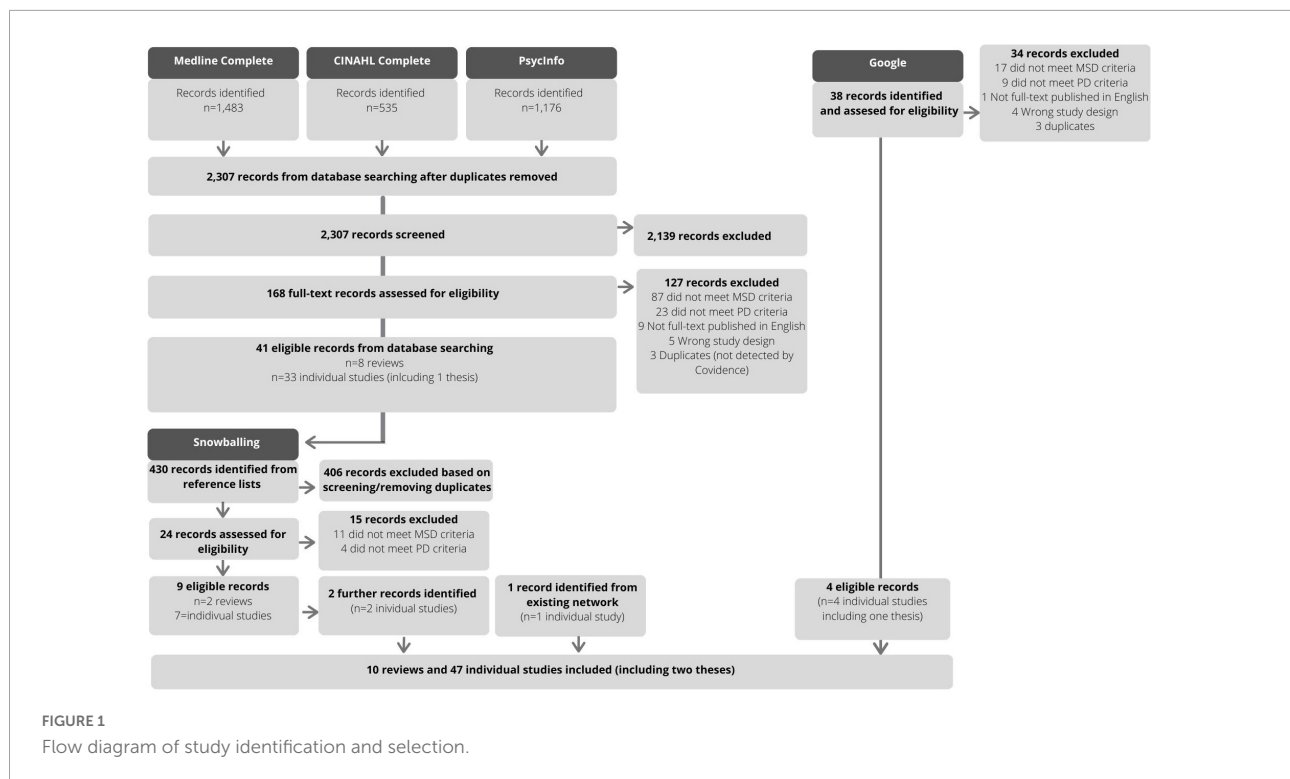 Medline Complete
Records identified
n=1,483
CINAHL Complete
Records identified
n=535
PsycInfo
Records identified
n=1,176
Google
38 records identified
and assesed for eligibility
34 records excluded
17 did not meet MSD criteria
9 did not meet PD criteria
1 Not full-text published in English
4 Wrong study design
3 duplicates
2,307 records from database searching after duplicates removed
2,307 records screened
2,139 records excluded
168 full-text records assessed for eligibility
127 records excluded
87 did not meet MSD criteria
23 did not meet PD criteria
9 Not full-text published in English
5 Wrong study design
3 Duplicates (not detected by
Covidence)
41 eligible records from database searching
n=8 reviews
n=33 individual studies (inlcuding 1 thesis)
Snowballing
430 records identified from
reference lists
406 records excluded based on
screening/removing duplicates
24 records assessed for
eligibility
15 records excluded
11 did not meet MSD criteria
4 did not meet PD criteria
9 eligible records
n=2 reviews
7=indidivual studies
2 further records identified
(n=2 inividual studies)
1 record identified from
existing network
(n=1 individual study)
4 eligible records
(n=4 individual studies
including one thesis)
10 reviews and 47 individual studies included (including two theses)
FIGURE 1
Flow diagram of study identification and selection.